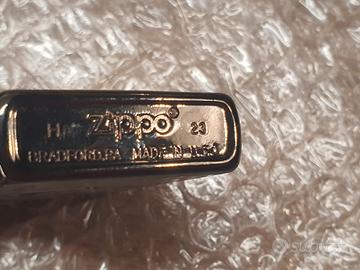 H Zippo® 23
BRADFORD.PA. MADE IN U.S.A